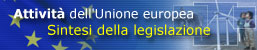 Attività dell'Unione europea
Sintesi della legislazione